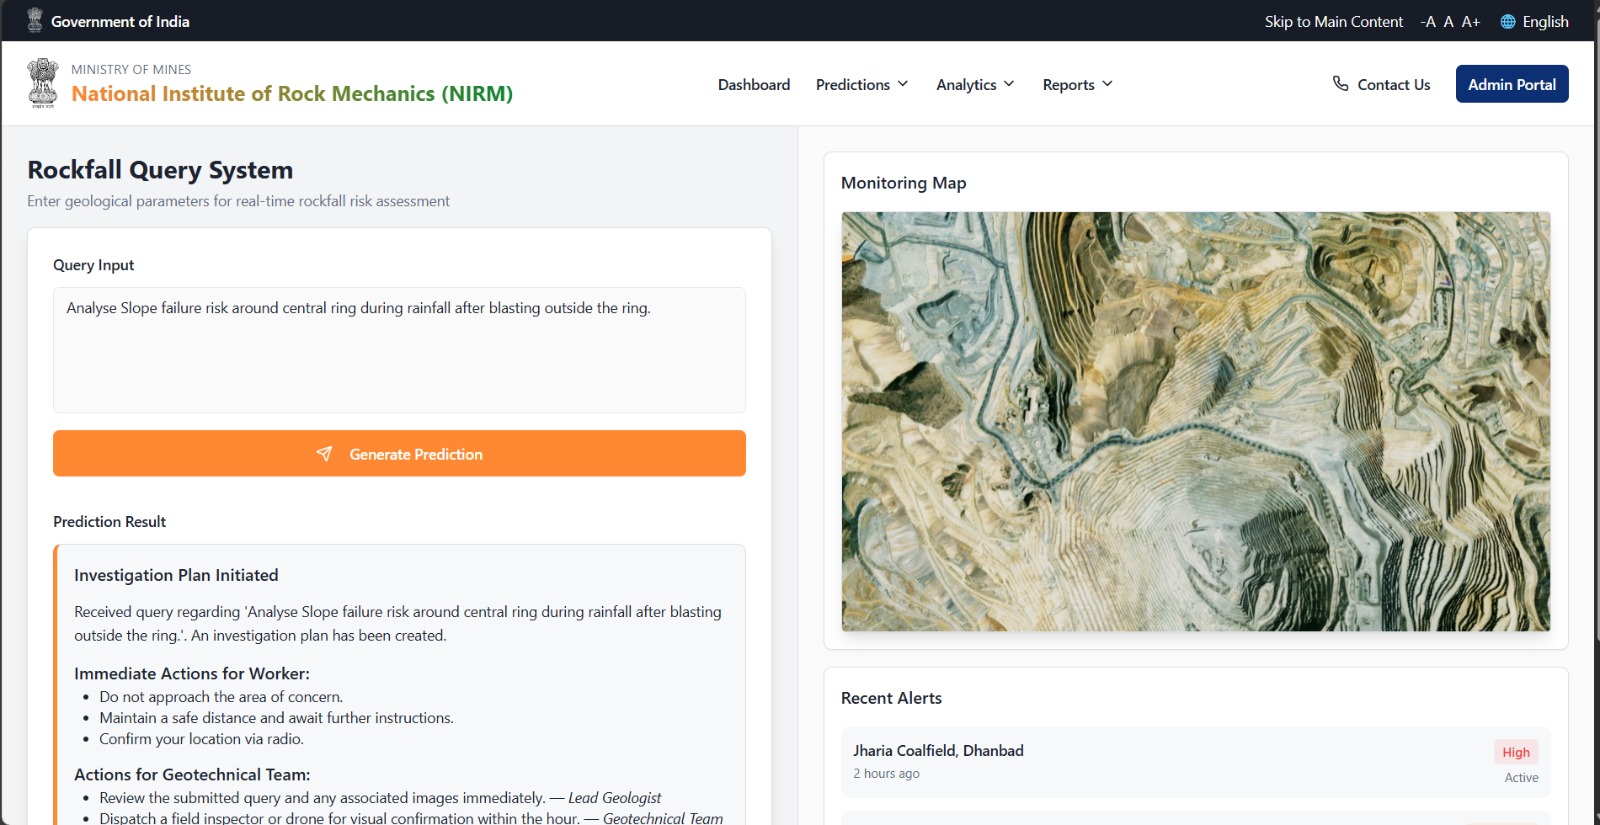 Government of India
Skip to Main Content -A A A+ English
MINISTRY OF MINES
National Institute of Rock Mechanics (NIRM)
Dashboard Predictions Analytics Reports
Contact Us Admin Portal
Rockfall Query System
Enter geological parameters for real-time rockfall risk assessment
Query Input
Analyse Slope failure risk around central ring during rainfall after blasting outside the ring.
Generate Prediction
Prediction Result
Investigation Plan Initiated
Received query regarding 'Analyse Slope failure risk around central ring during rainfall after blasting
outside the ring.'. An investigation plan has been created.
Immediate Actions for Worker:
• Do not approach the area of concern.
• Maintain a safe distance and await further instructions.
• Confirm your location via radio.
Actions for Geotechnical Team:
• Review the submitted query and any associated images immediately. — Lead Geologist
• Dispatch a field inspector or drone for visual confirmation within the hour. — Geotechnical Team
Monitoring Map
Recent Alerts
Jharia Coalfield, Dhanbad
High
2 hours ago
Active